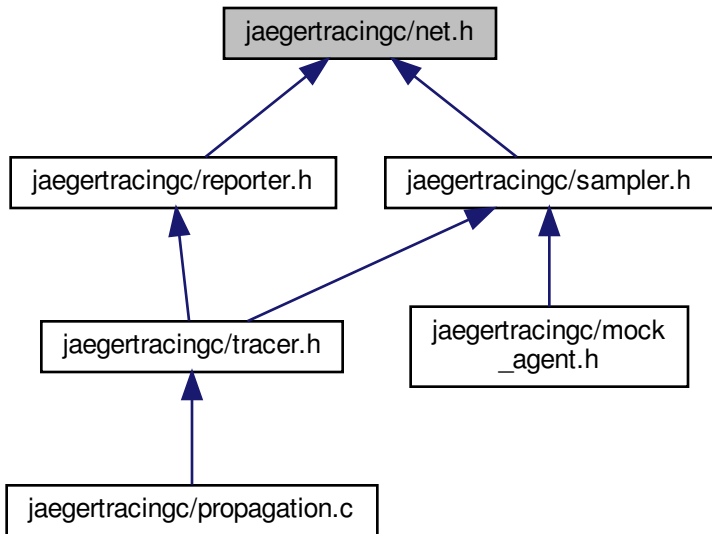 jaegertracingc/net.h
jaegertracingc/reporter.h
jaegertracingc/sampler.h
jaegertracingc/tracer.h
jaegertracingc/mock
_agent.h
jaegertracingc/propagation.c